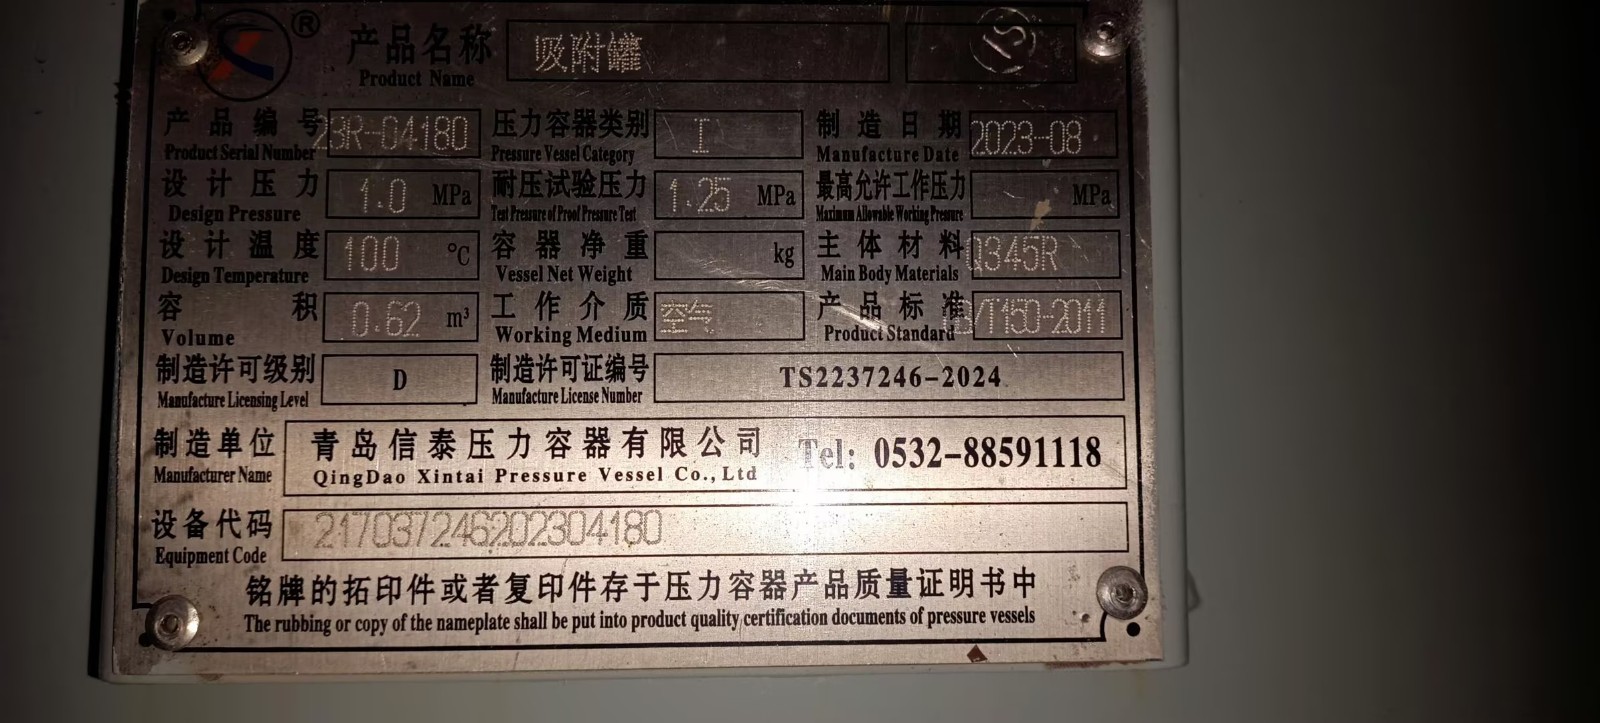 ® 产品名称 吸附罐
Product Name
产品编号 23R-04180 压力容器类别 I 制造日期 2023-08
Product Serial Number Pressure Vessel Category Manufacture Date
设计压力 1.0 MPa 耐压试验压力 1.25 MPa 最高允许工作压力 MPa
Design Pressure Test Pressure of Proof Pressure Test Maximum Allowable Working Pressure
设计温度 100 °C 容器净重 kg 主体材料 Q345R
Design Temperature Vessel Net Weight Main Body Materials
容积 0.62 m³ 工作介质 空气 产品标准 GB/T150-2011
Volume Working Medium Product Standard
制造许可级别 D 制造许可证编号 TS2237246-2024
Manufacture Licensing Level Manufacture License Number
制造单位 青岛信泰压力容器有限公司 Tel: 0532-88591118
Manufacturer Name QingDao Xintai Pressure Vessel Co., Ltd
设备代码 217037246202304180
Equipment Code
铭牌的拓印件或者复印件存于压力容器产品质量证明书中
The rubbing or copy of the nameplate shall be put into product quality certification documents of pressure vessels